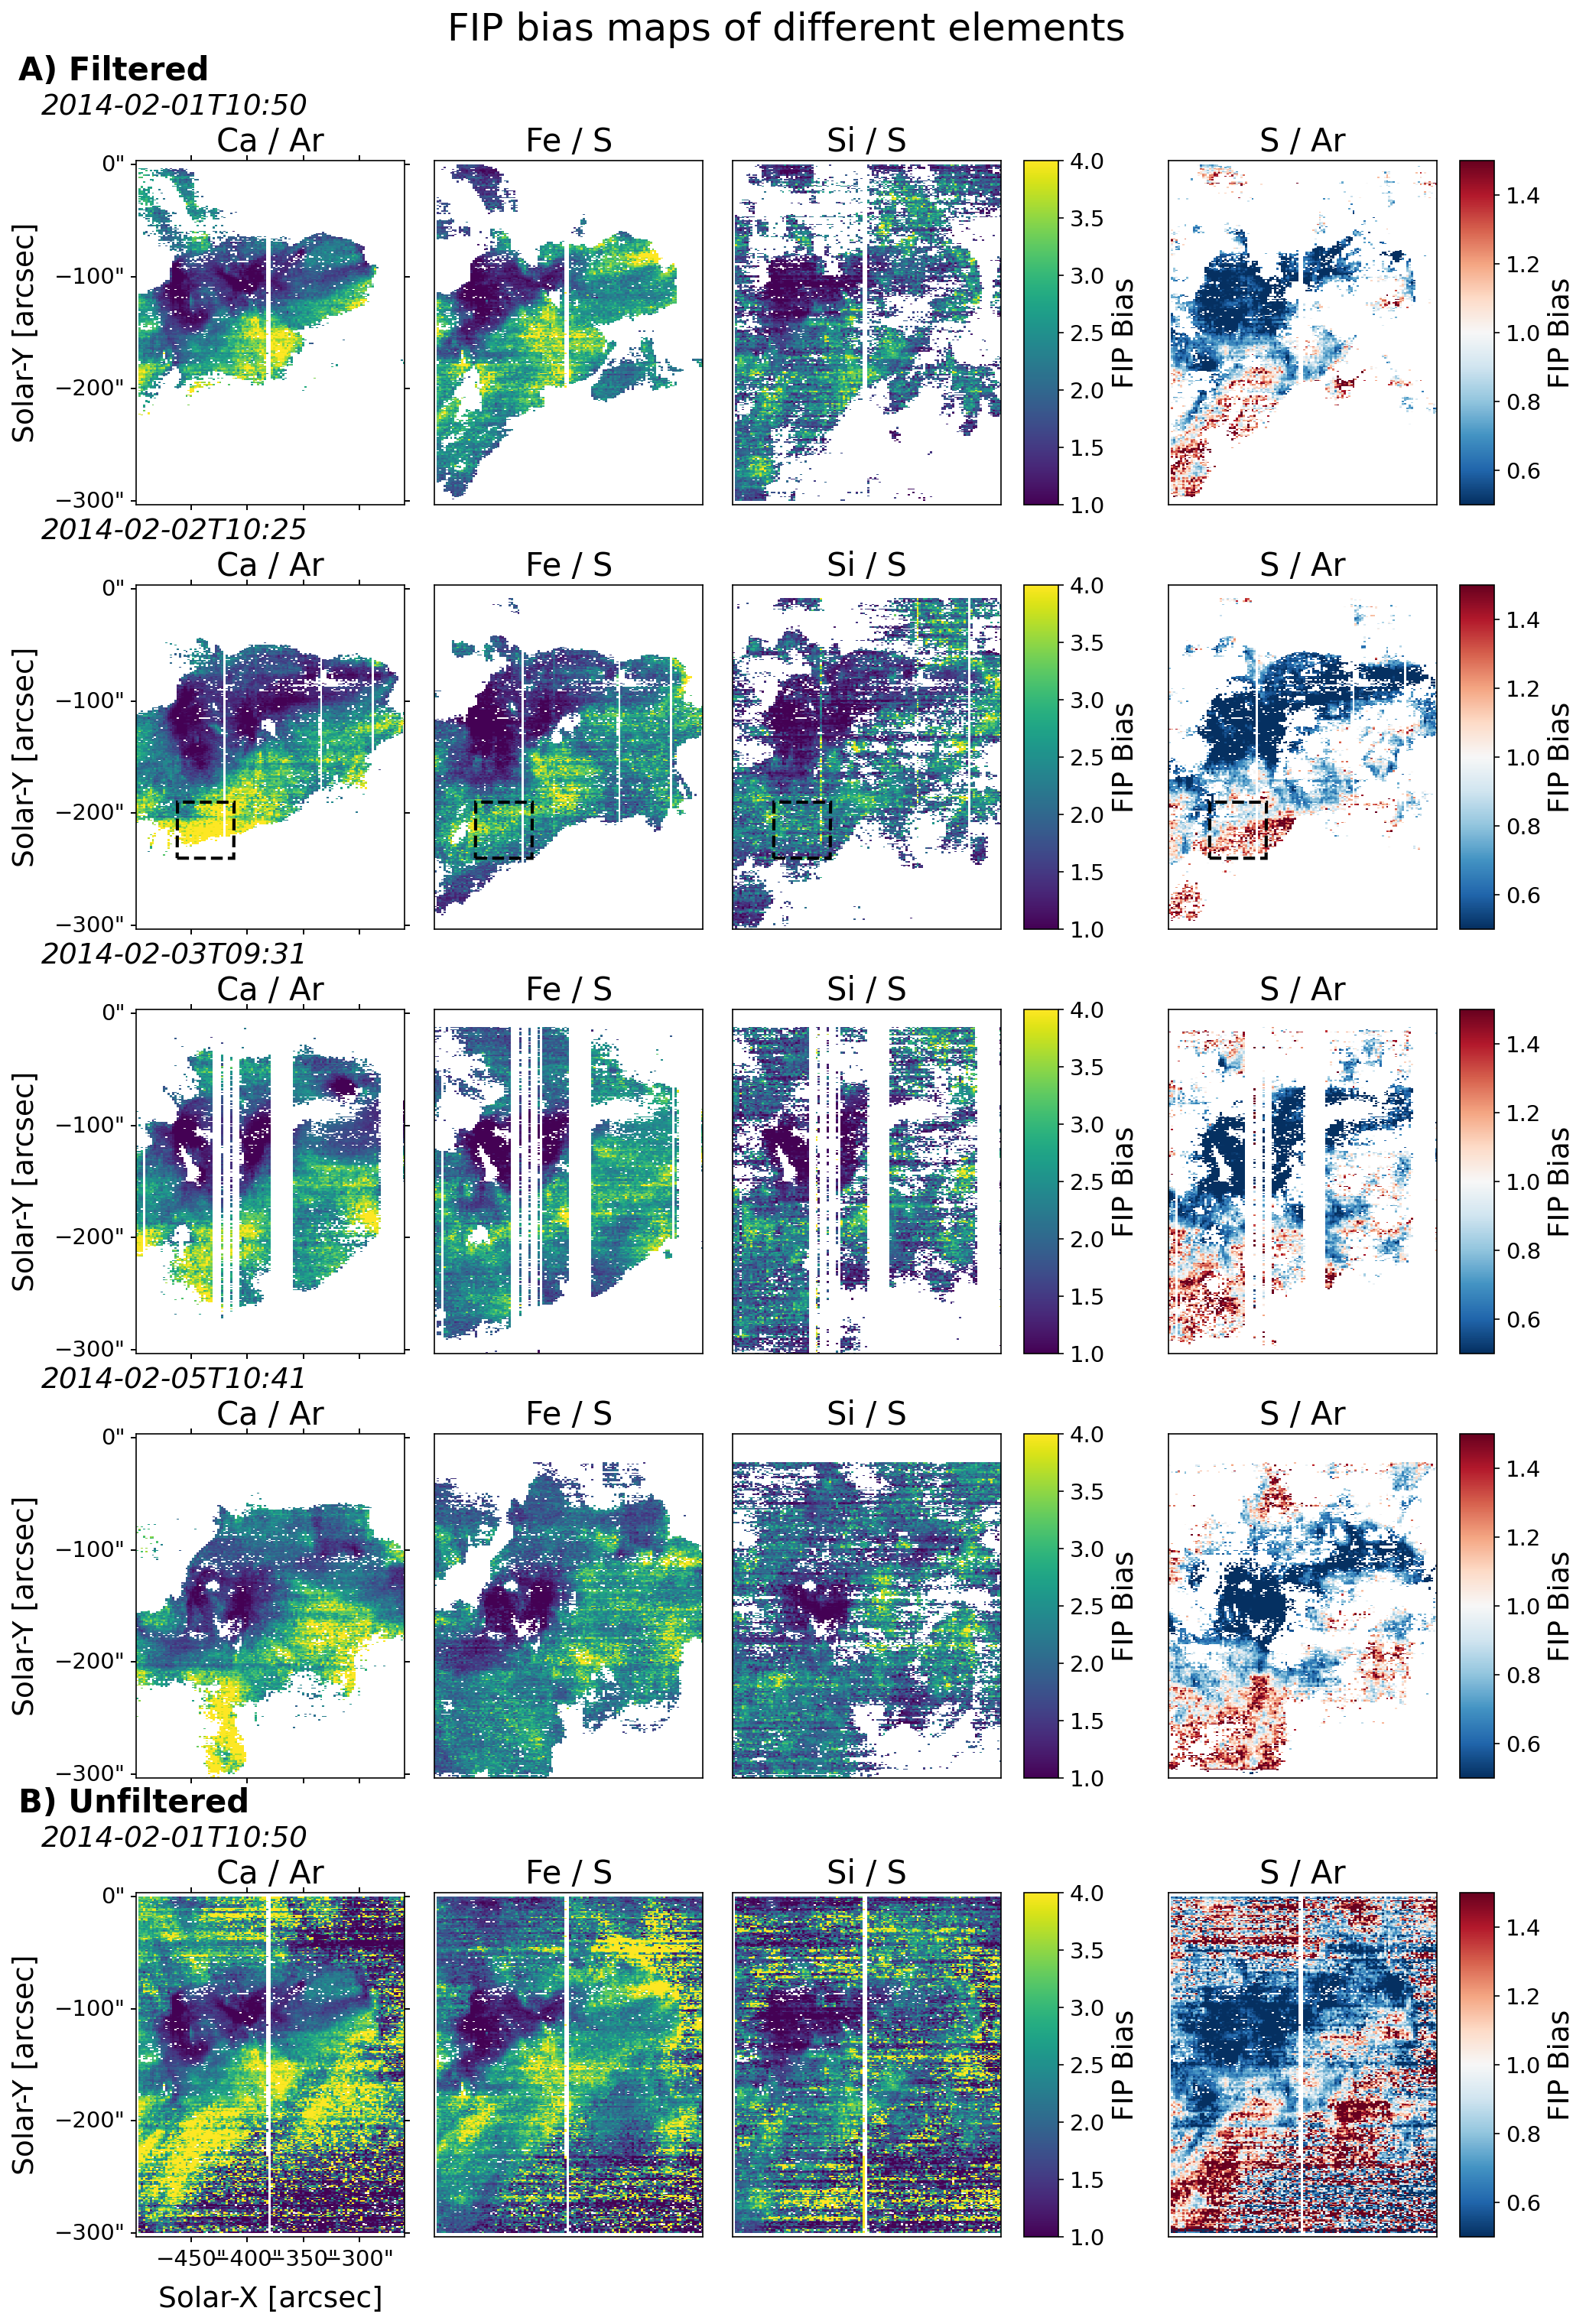 FIP bias maps of different elements
A) Filtered
2014-02-01T10:50
Ca / Ar Fe / S Si / S S / Ar
Solar-Y [arcsec]
0"
−100"
−200"
−300"
4.0
3.5
3.0
2.5
2.0
1.5
1.0
FIP Bias
1.4
1.2
1.0
0.8
0.6
FIP Bias
2014-02-02T10:25
Ca / Ar Fe / S Si / S S / Ar
Solar-Y [arcsec]
0"
−100"
−200"
−300"
4.0
3.5
3.0
2.5
2.0
1.5
1.0
FIP Bias
1.4
1.2
1.0
0.8
0.6
FIP Bias
2014-02-03T09:31
Ca / Ar Fe / S Si / S S / Ar
Solar-Y [arcsec]
0"
−100"
−200"
−300"
4.0
3.5
3.0
2.5
2.0
1.5
1.0
FIP Bias
1.4
1.2
1.0
0.8
0.6
FIP Bias
2014-02-05T10:41
Ca / Ar Fe / S Si / S S / Ar
Solar-Y [arcsec]
0"
−100"
−200"
−300"
4.0
3.5
3.0
2.5
2.0
1.5
1.0
FIP Bias
1.4
1.2
1.0
0.8
0.6
FIP Bias
B) Unfiltered
2014-02-01T10:50
Ca / Ar Fe / S Si / S S / Ar
Solar-Y [arcsec]
0"
−100"
−200"
−300"
4.0
3.5
3.0
2.5
2.0
1.5
1.0
FIP Bias
1.4
1.2
1.0
0.8
0.6
FIP Bias
−450" −400" −350" −300"
Solar-X [arcsec]